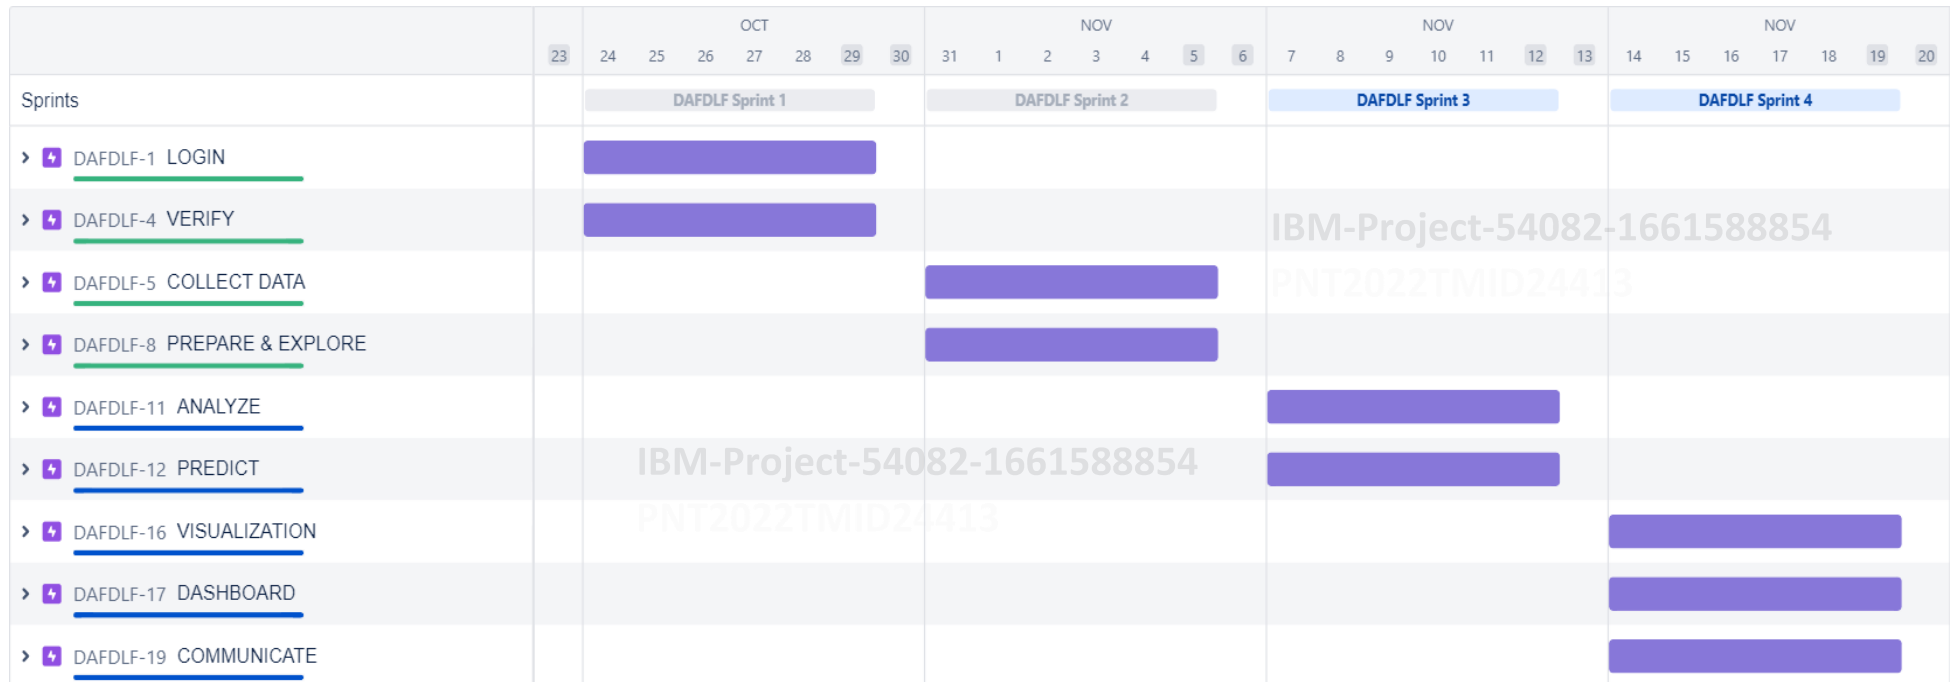 OCT NOV NOV NOV
23 24 25 26 27 28 29 30 31 1 2 3 4 5 6 7 8 9 10 11 12 13 14 15 16 17 18 19 20
Sprints DAFDLF Sprint 1 DAFDLF Sprint 2 DAFDLF Sprint 3 DAFDLF Sprint 4
DAFDLF-1 LOGIN
DAFDLF-4 VERIFY
IBM-Project-54082-1661588854
DAFDLF-5 COLLECT DATA
PNT2022TMID24413
DAFDLF-8 PREPARE & EXPLORE
DAFDLF-11 ANALYZE
DAFDLF-12 PREDICT
IBM-Project-54082-1661588854
PNT2022TMID24413
DAFDLF-16 VISUALIZATION
DAFDLF-17 DASHBOARD
DAFDLF-19 COMMUNICATE